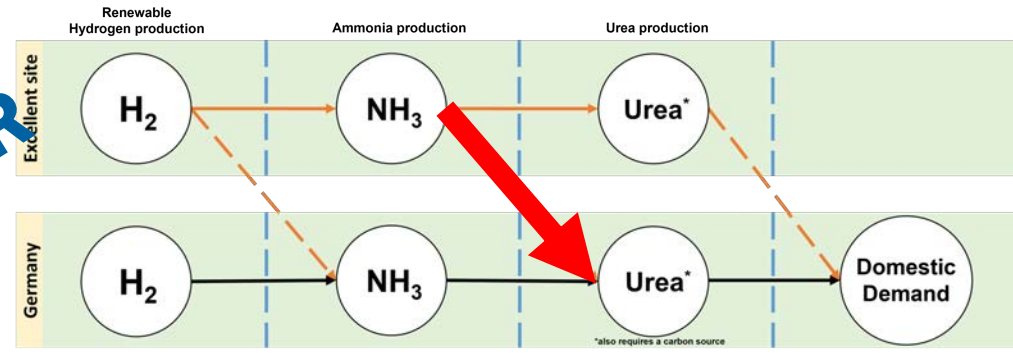 Renewable
Hydrogen production
Ammonia production
Urea production
Excellent site
H₂
NH₃
Urea*
Germany
H₂
NH₃
Urea*
Domestic
Demand
*also requires a carbon source